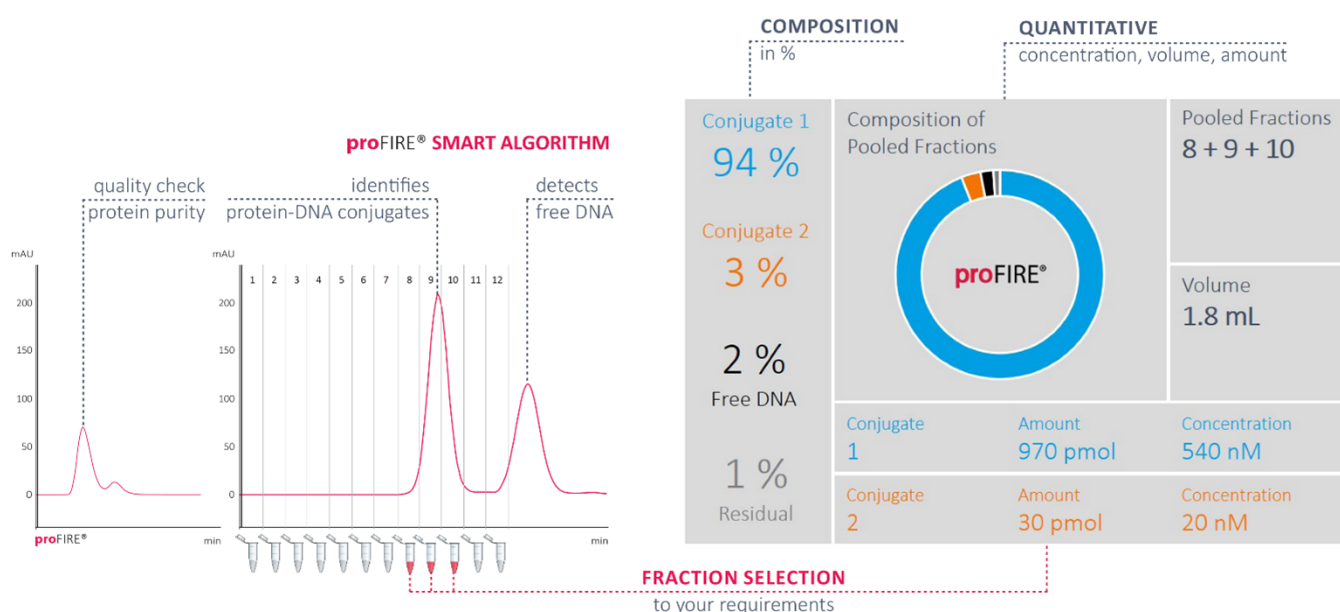 proFIRE® SMART ALGORITHM
quality check
protein purity
identifies
protein-DNA conjugates
detects
free DNA
mAU
200
150
100
50
0
proFIRE®
min
mAU
1 2 3 4 5 6 7 8 9 10 11 12
200
150
100
50
0
min
COMPOSITION
in %
QUANTITATIVE
concentration, volume, amount
Conjugate 1
94 %
Conjugate 2
3 %
2 %
Free DNA
1 %
Residual
Composition of
Pooled Fractions
proFIRE®
Pooled Fractions
8 + 9 + 10
Volume
1.8 mL
Conjugate Amount Concentration
1 970 pmol 540 nM
Conjugate Amount Concentration
2 30 pmol 20 nM
FRACTION SELECTION
to your requirements